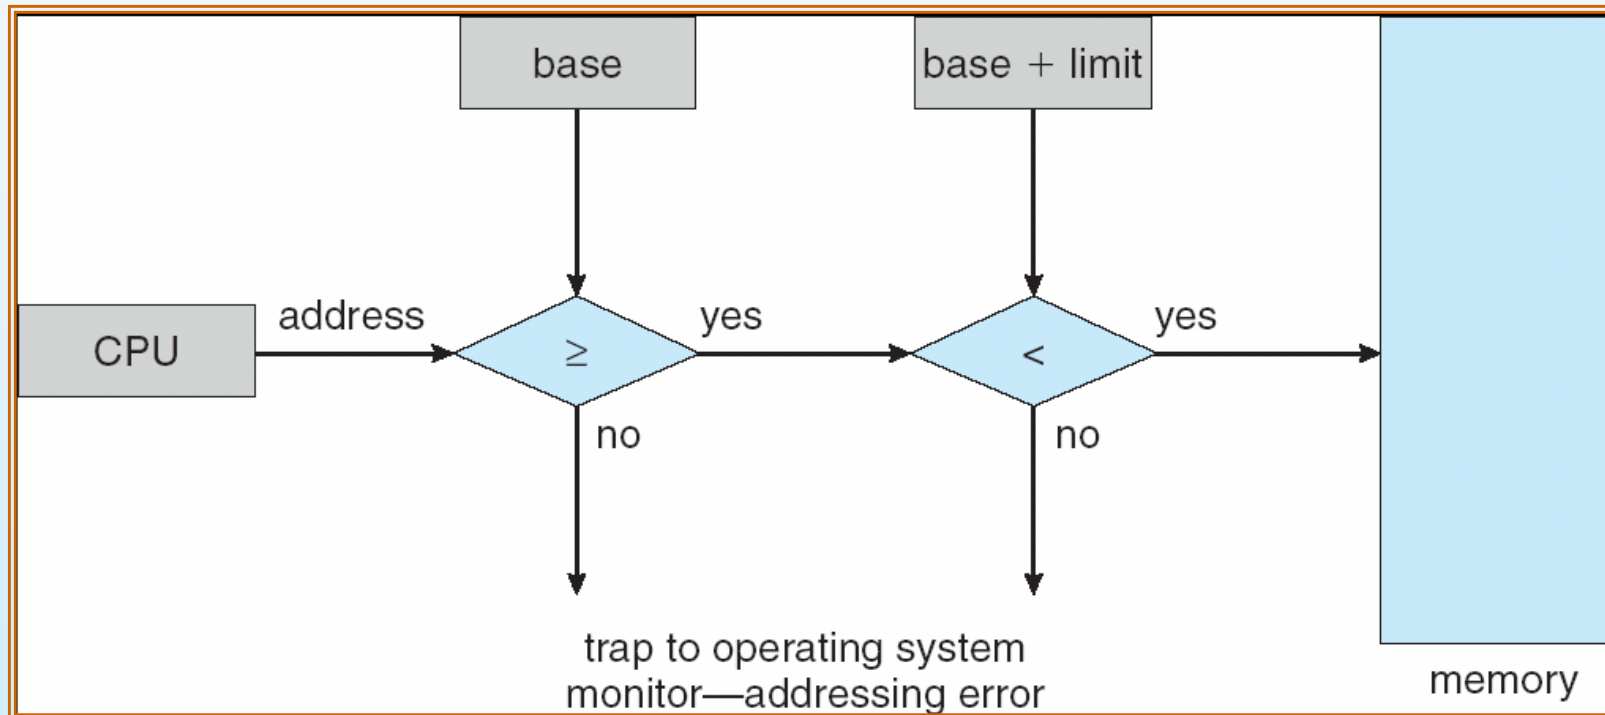 base
base + limit
CPU
address
≥
yes
<
yes
no
no
trap to operating system
monitor—addressing error
memory